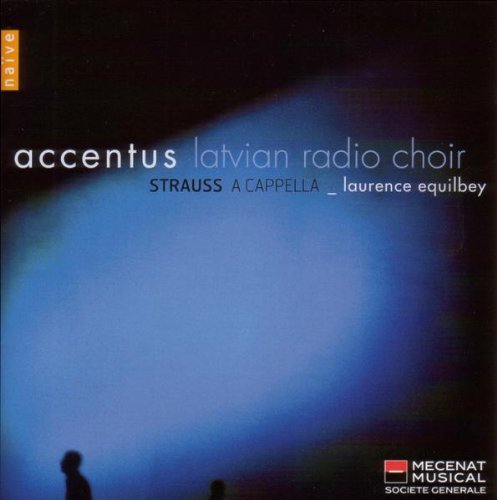 naïve
accentus latvian radio choir
STRAUSS A CAPPELLA _ laurence equilbey
MECENAT
MUSICAL
SOCIETE GENERALE